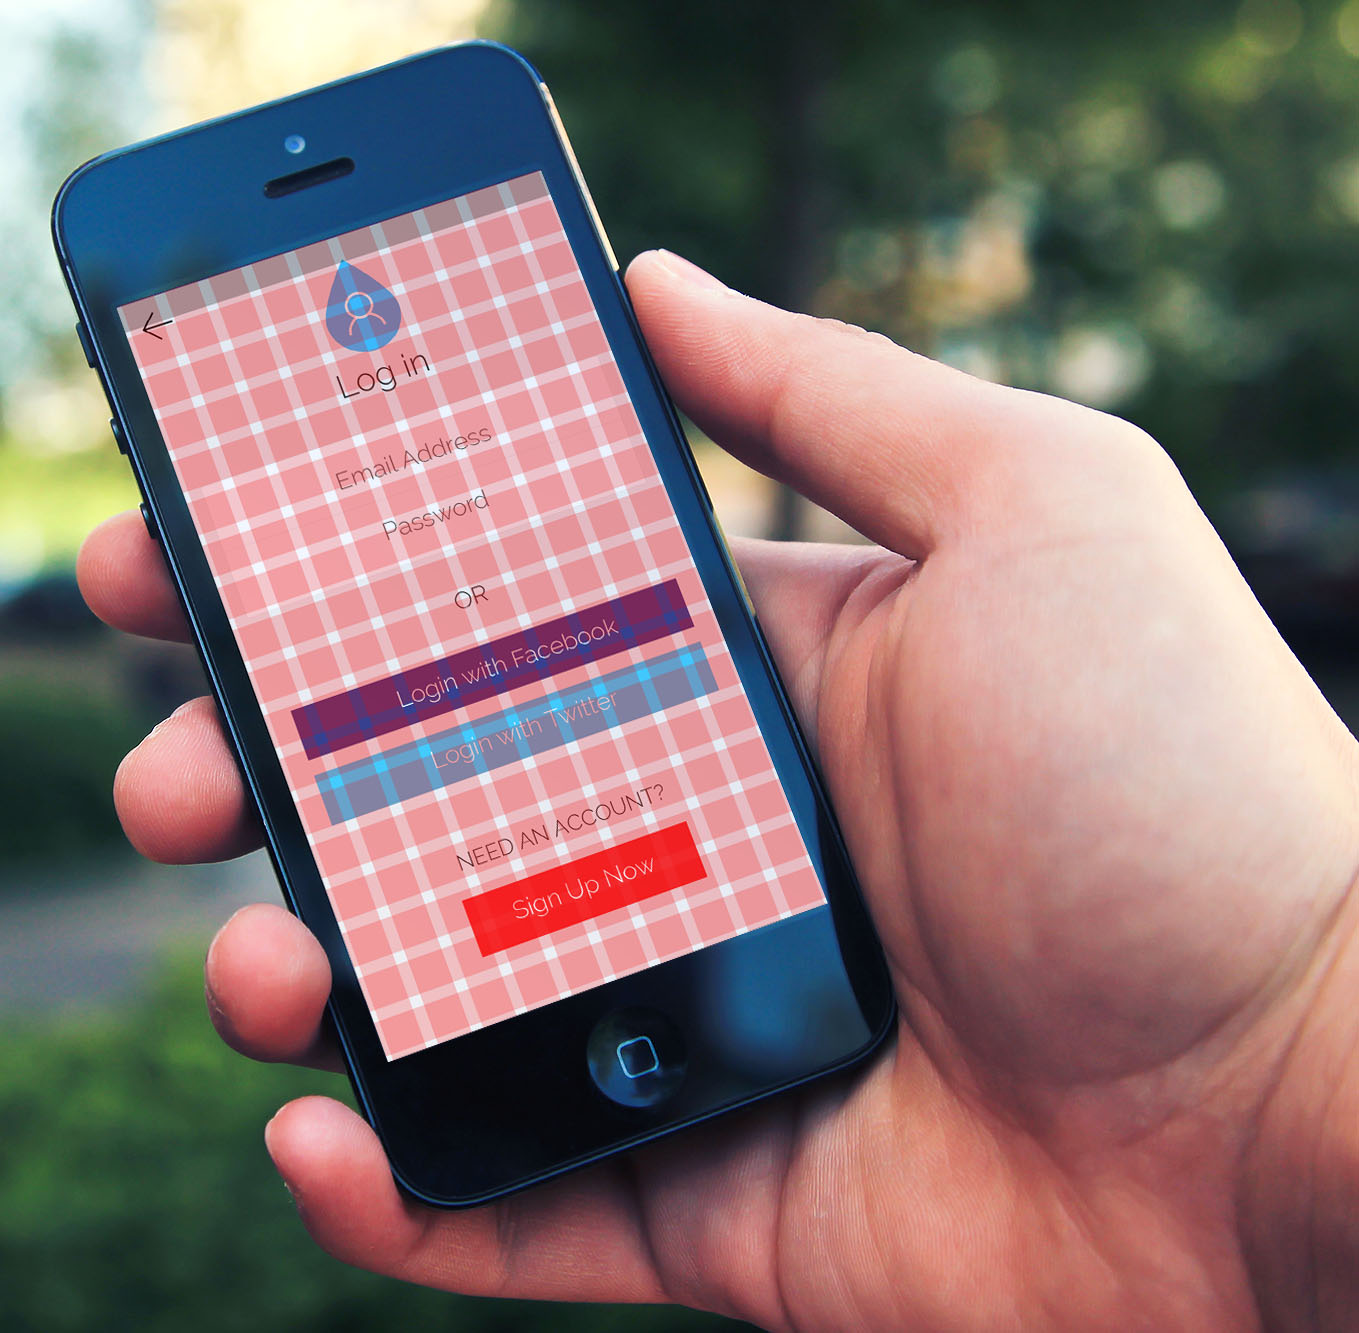 Log in
Email Address
Password
OR
Login with Facebook
Login with Twitter
NEED AN ACCOUNT?
Sign Up Now